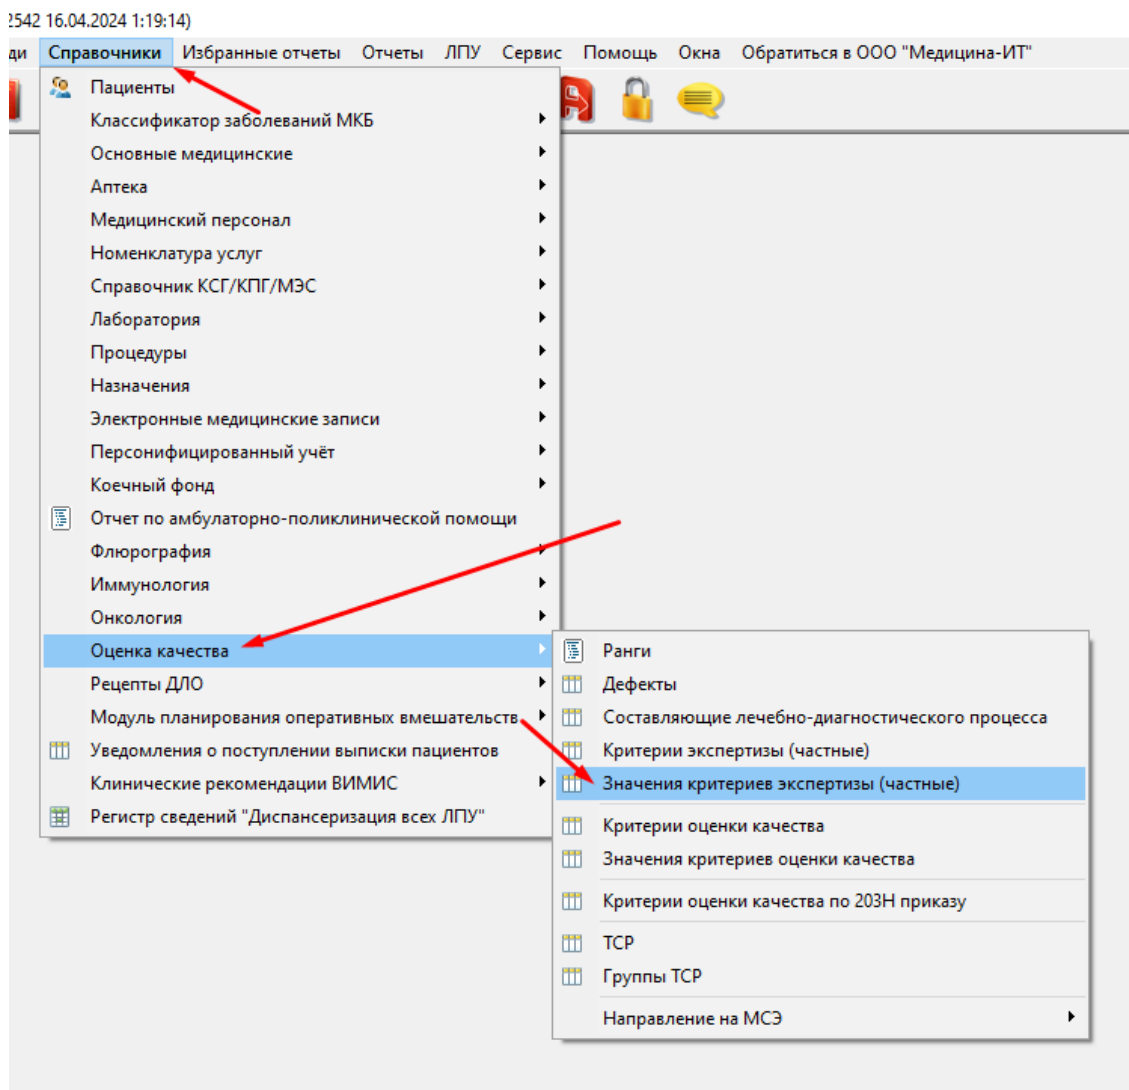 2542 16.04.2024 1:19:14)
ди Справочники Избранные отчеты Отчеты ЛПУ Сервис Помощь Окна Обратиться в ООО "Медицина-ИТ"
Пациенты
Классификатор заболеваний МКБ
Основные медицинские
Аптека
Медицинский персонал
Номенклатура услуг
Справочник КСГ/КПГ/МЭС
Лаборатория
Процедуры
Назначения
Электронные медицинские записи
Персонифицированный учёт
Коечный фонд
Отчет по амбулаторно-поликлинической помощи
Флюрография
Иммунология
Онкология
Оценка качества
Рецепты ДЛО
Модуль планирования оперативных вмешательств
Уведомления о поступлении выписки пациентов
Клинические рекомендации ВИМИС
Регистр сведений "Диспансеризация всех ЛПУ"
Ранги
Дефекты
Составляющие лечебно-диагностического процесса
Критерии экспертизы (частные)
Значения критериев экспертизы (частные)
Критерии оценки качества
Значения критериев оценки качества
Критерии оценки качества по 203Н приказу
ТСР
Группы ТСР
Направление на МСЭ